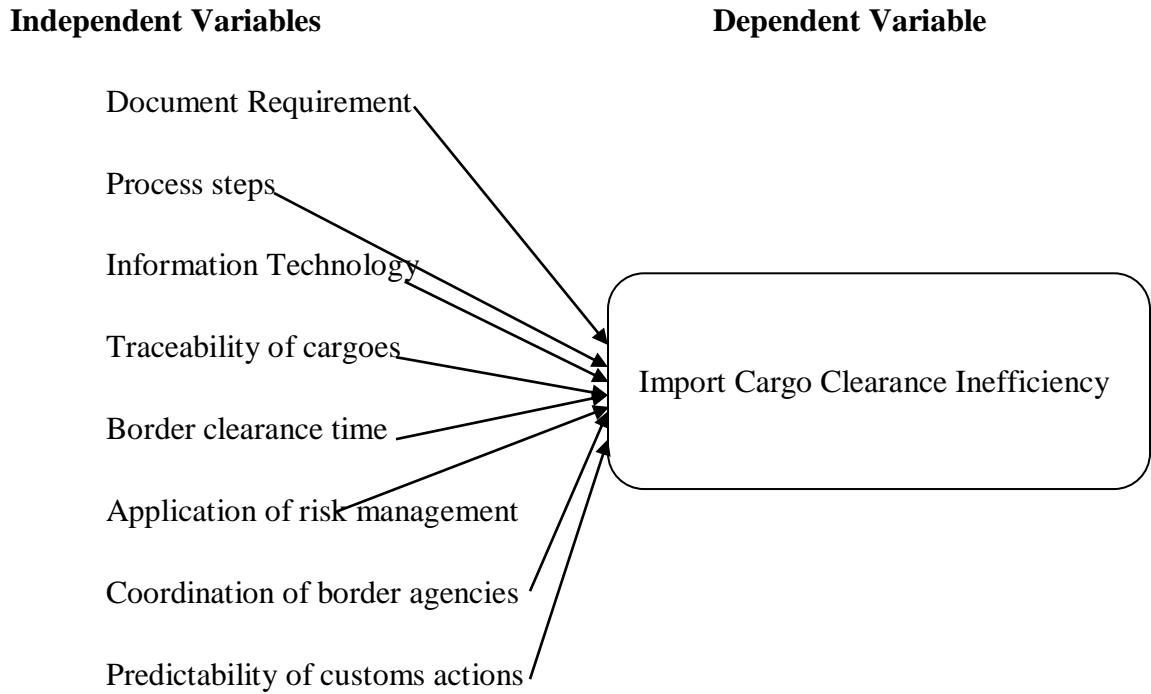 Independent Variables Dependent Variable
Document Requirement
Process steps
Information Technology
Traceability of cargoes
Import Cargo Clearance Inefficiency
Border clearance time
Application of risk management
Coordination of border agencies
Predictability of customs actions